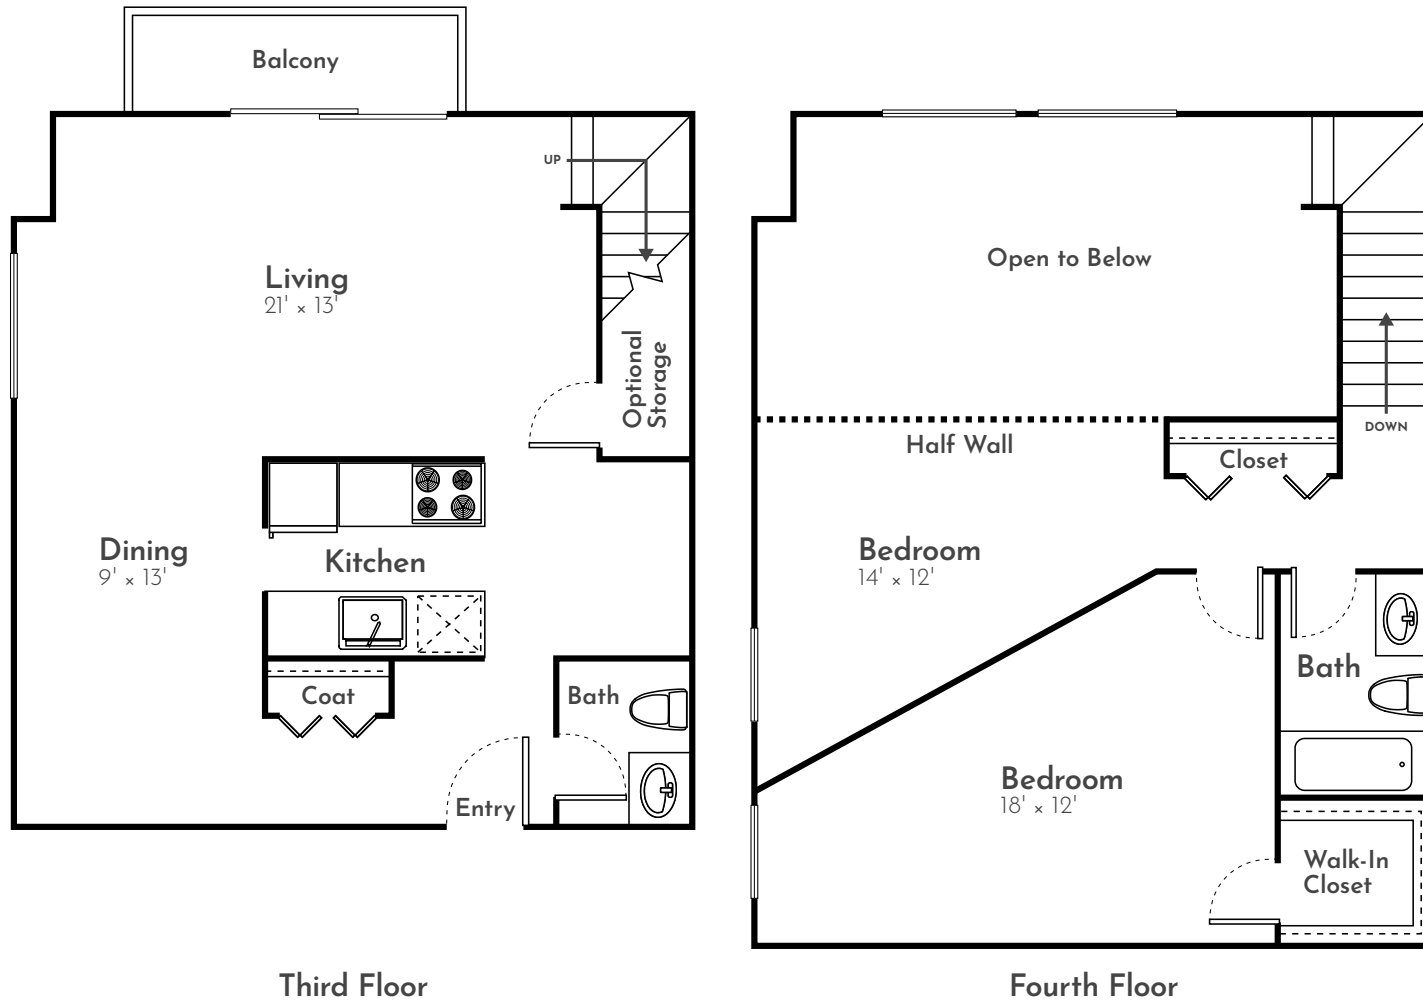 Balcony
UP
Living
21' × 13'
Optional
Storage
Dining
9' × 13'
Kitchen
Coat
Bath
Entry
Third Floor
Open to Below
DOWN
Half Wall
Closet
Bedroom
14' × 12'
Bath
Bedroom
18' × 12'
Walk-In
Closet
Fourth Floor